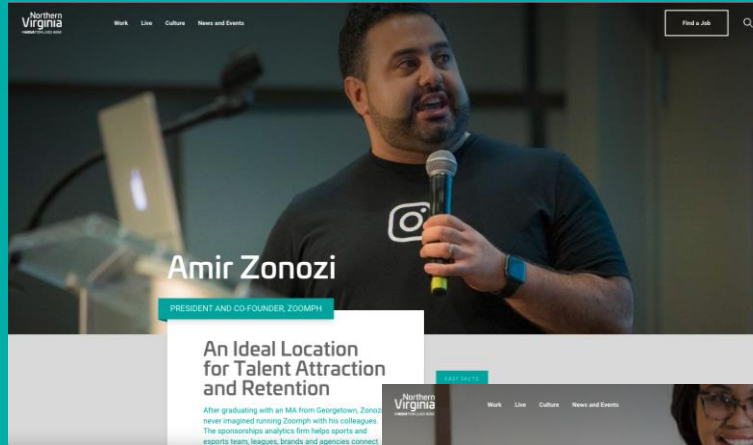 Northern
Virginia
Work Live Culture News and Events
Find a Job
Amir Zonozi
PRESIDENT AND CO-FOUNDER, ZOOMPH
An Ideal Location
for Talent Attraction
and Retention
FAST FACTS
After graduating with an MA from Georgetown, Zonozi
never imagined running Zoomph with his colleagues.
The sponsorships analytics firm helps sports and
esports team, leagues, brands and agencies connect
Northern
Virginia
Work Live Culture News and Events